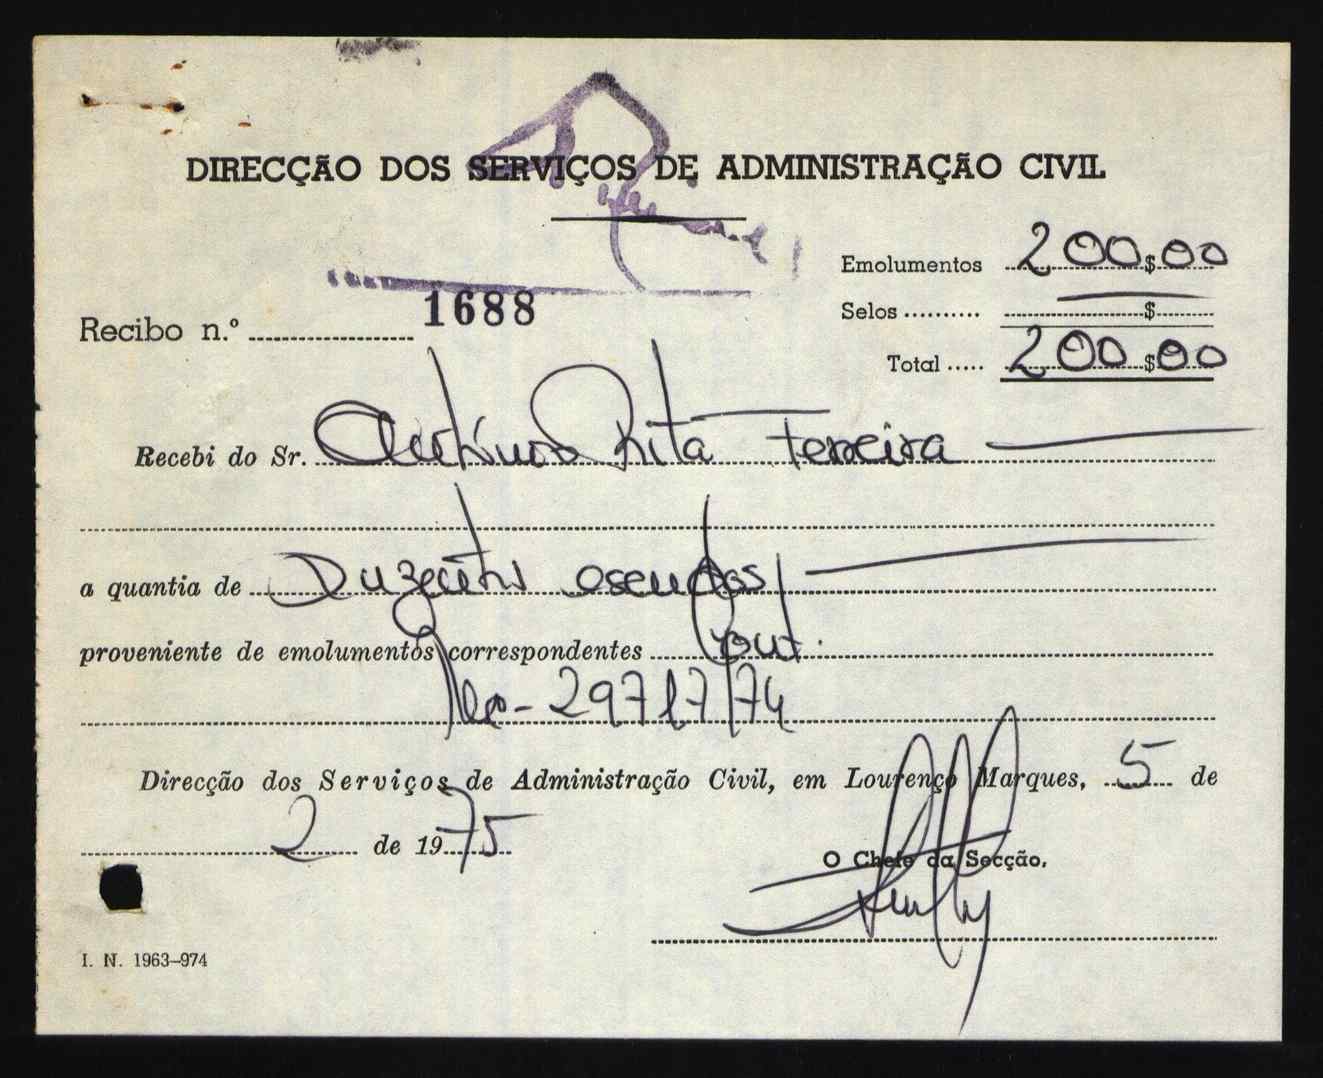 DIRECÇÃO DOS SERVIÇOS DE ADMINISTRAÇÃO CIVIL
Emolumentos 200$00
Selos .......... $
Recibo n.º 1688
Total ..... 200$00
Recebi do Sr. Rita Ferreira
a quantia de Duzentos escudos
proveniente de emolumentos correspondentes
29717/74
Direcção dos Serviços de Administração Civil, em Lourenço Marques, 5 de
2 de 1975
O Chefe da Secção,
I. N. 1963-974